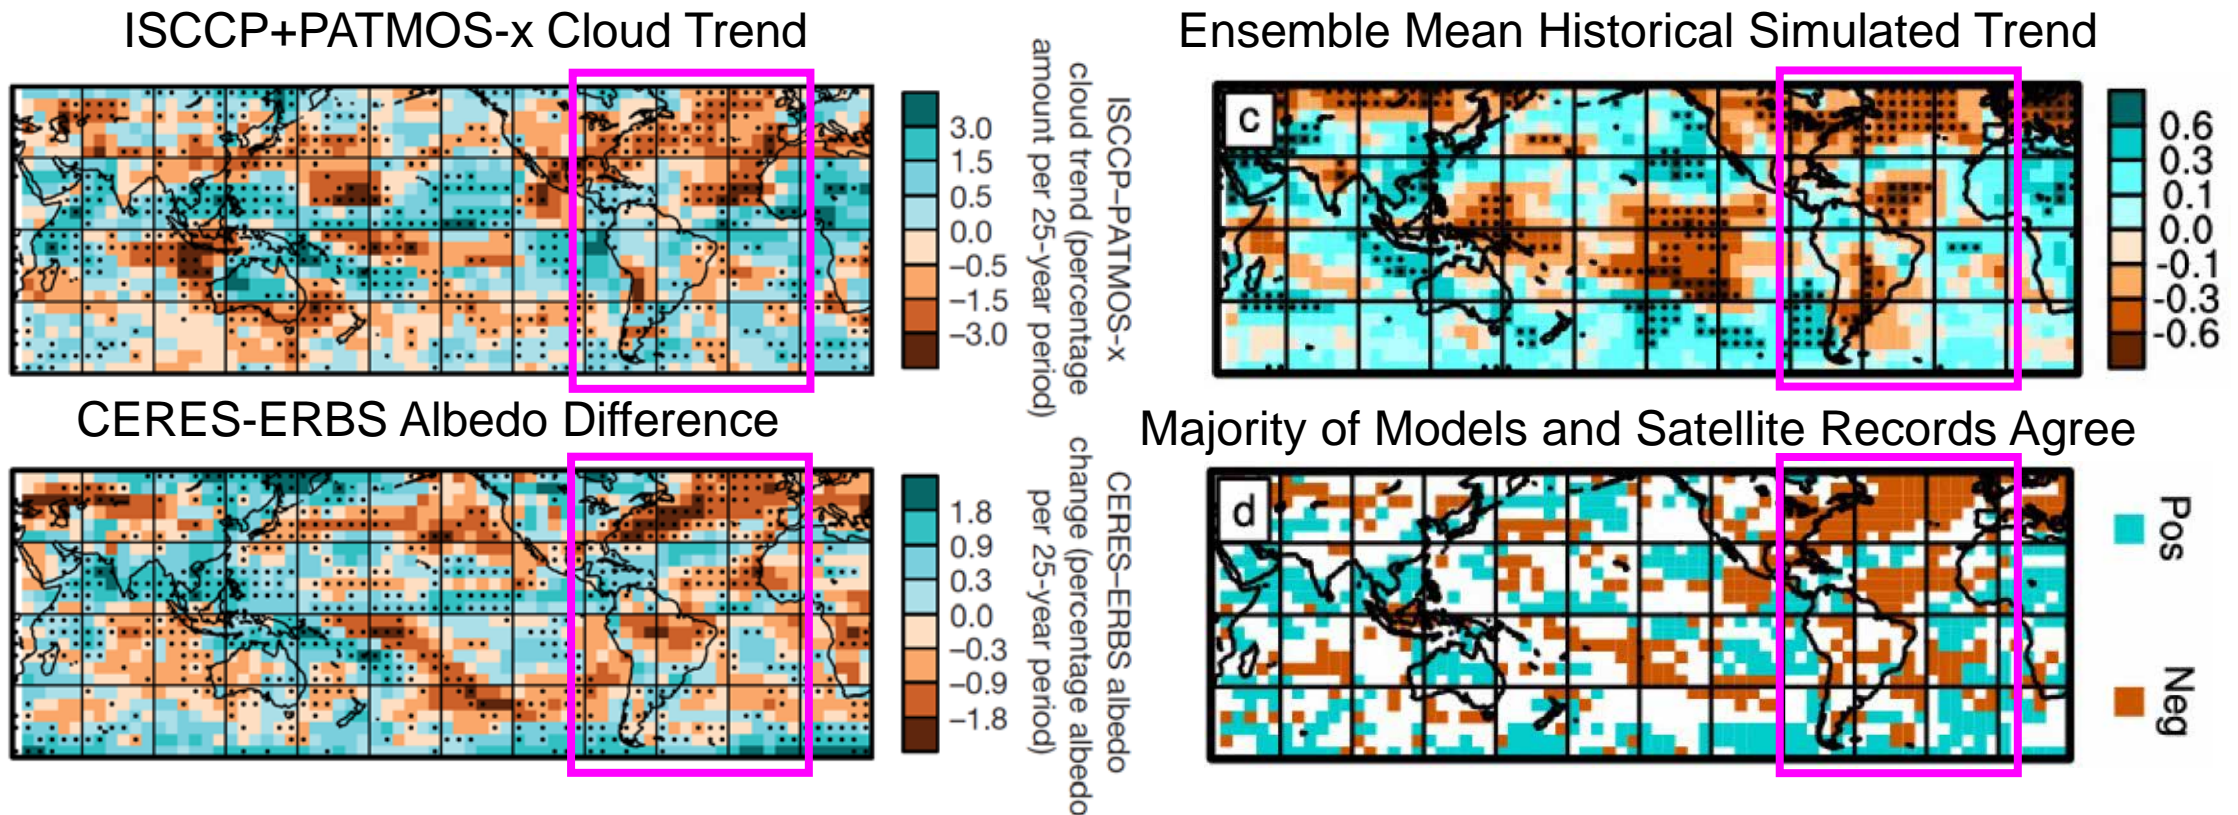 ISCCP+PATMOS-x Cloud Trend
3.0
1.5
0.5
0.0
−0.5
−1.5
−3.0
ISCCP–PATMOS-x
cloud trend (percentage
amount per 25-year period)
Ensemble Mean Historical Simulated Trend
c
0.6
0.3
0.1
0.0
-0.1
-0.3
-0.6
CERES-ERBS Albedo Difference
1.8
0.9
0.3
0.0
−0.3
−0.9
−1.8
CERES–ERBS albedo
change (percentage albedo
per 25-year period)
Majority of Models and Satellite Records Agree
d
Pos
Neg